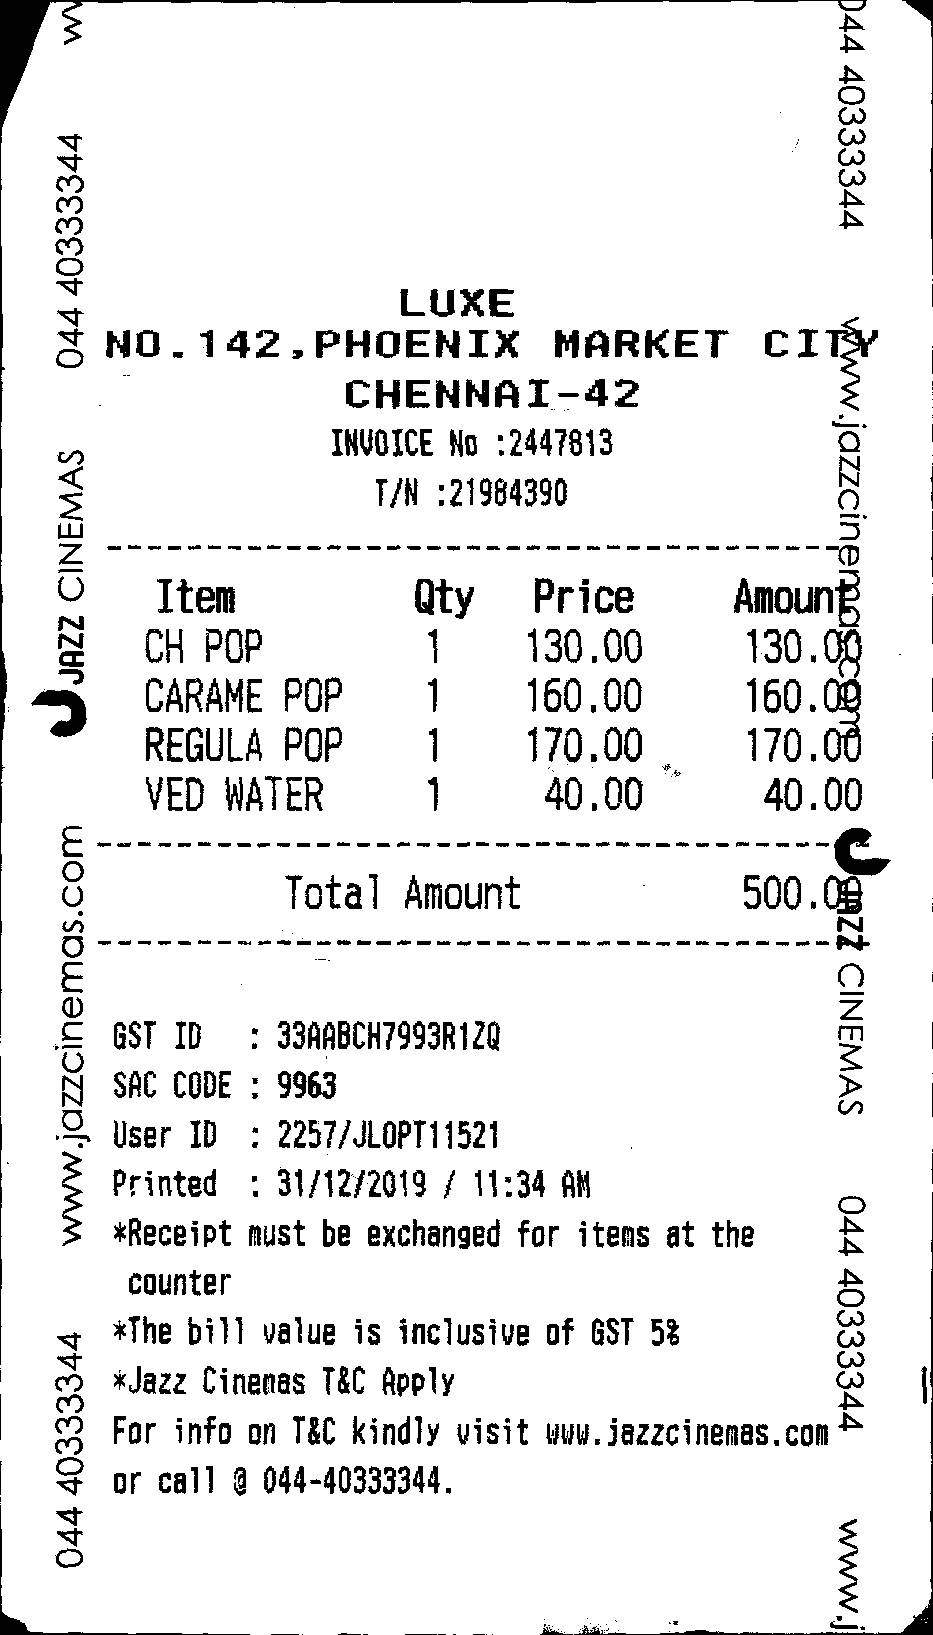 LUXE
NO.142,PHOENIX MARKET CITY
CHENNAI-42
INVOICE No :2447813
T/N :21984390
Item Qty Price Amount
CH POP 1 130.00 130.00
CARAME POP 1 160.00 160.00
REGULA POP 1 170.00 170.00
VED WATER 1 40.00 40.00
Total Amount 500.00
GST ID : 33AABCH7993R1ZQ
SAC CODE : 9963
User ID : 2257/JLOPT11521
Printed : 31/12/2019 / 11:34 AM
*Receipt must be exchanged for items at the
counter
*The bill value is inclusive of GST 5%
*Jazz Cinemas T&C Apply
For info on T&C kindly visit www.jazzcinemas.com
or call @ 044-40333344.
044 40333344 www.jazzcinemas.com JAZZ CINEMAS 044 40333344 w
044 40333344 www.jazzcinemas.com JAZZ CINEMAS 044 40333344 www.j